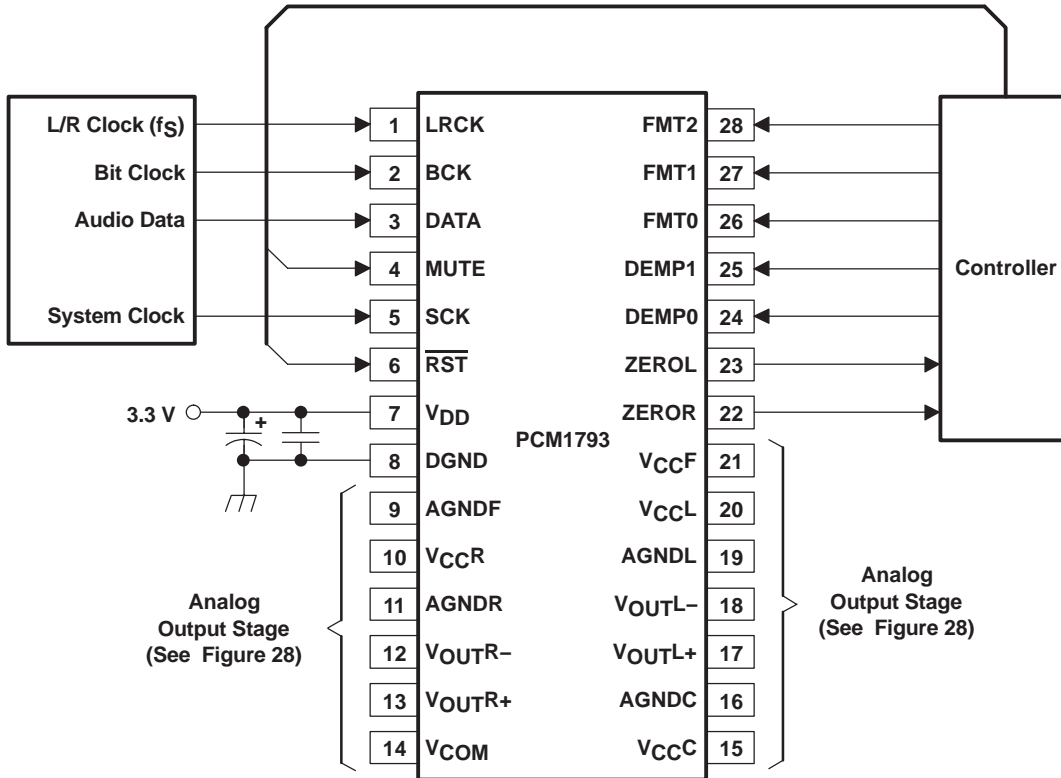 L/R Clock (fS)
Bit Clock
Audio Data
System Clock
3.3 V
+
1 LRCK
2 BCK
3 DATA
4 MUTE
5 SCK
6 RST
7 VDD
8 DGND
9 AGNDF
10 VCCR
11 AGNDR
12 VOUTR–
13 VOUTR+
14 VCOM
PCM1793
FMT2 28
FMT1 27
FMT0 26
DEMP1 25
DEMP0 24
ZEROL 23
ZEROR 22
VCCF 21
VCCL 20
AGNDL 19
VOUTL– 18
VOUTL+ 17
AGNDC 16
VCCC 15
Controller
Analog
Output Stage
(See Figure 28)
Analog
Output Stage
(See Figure 28)